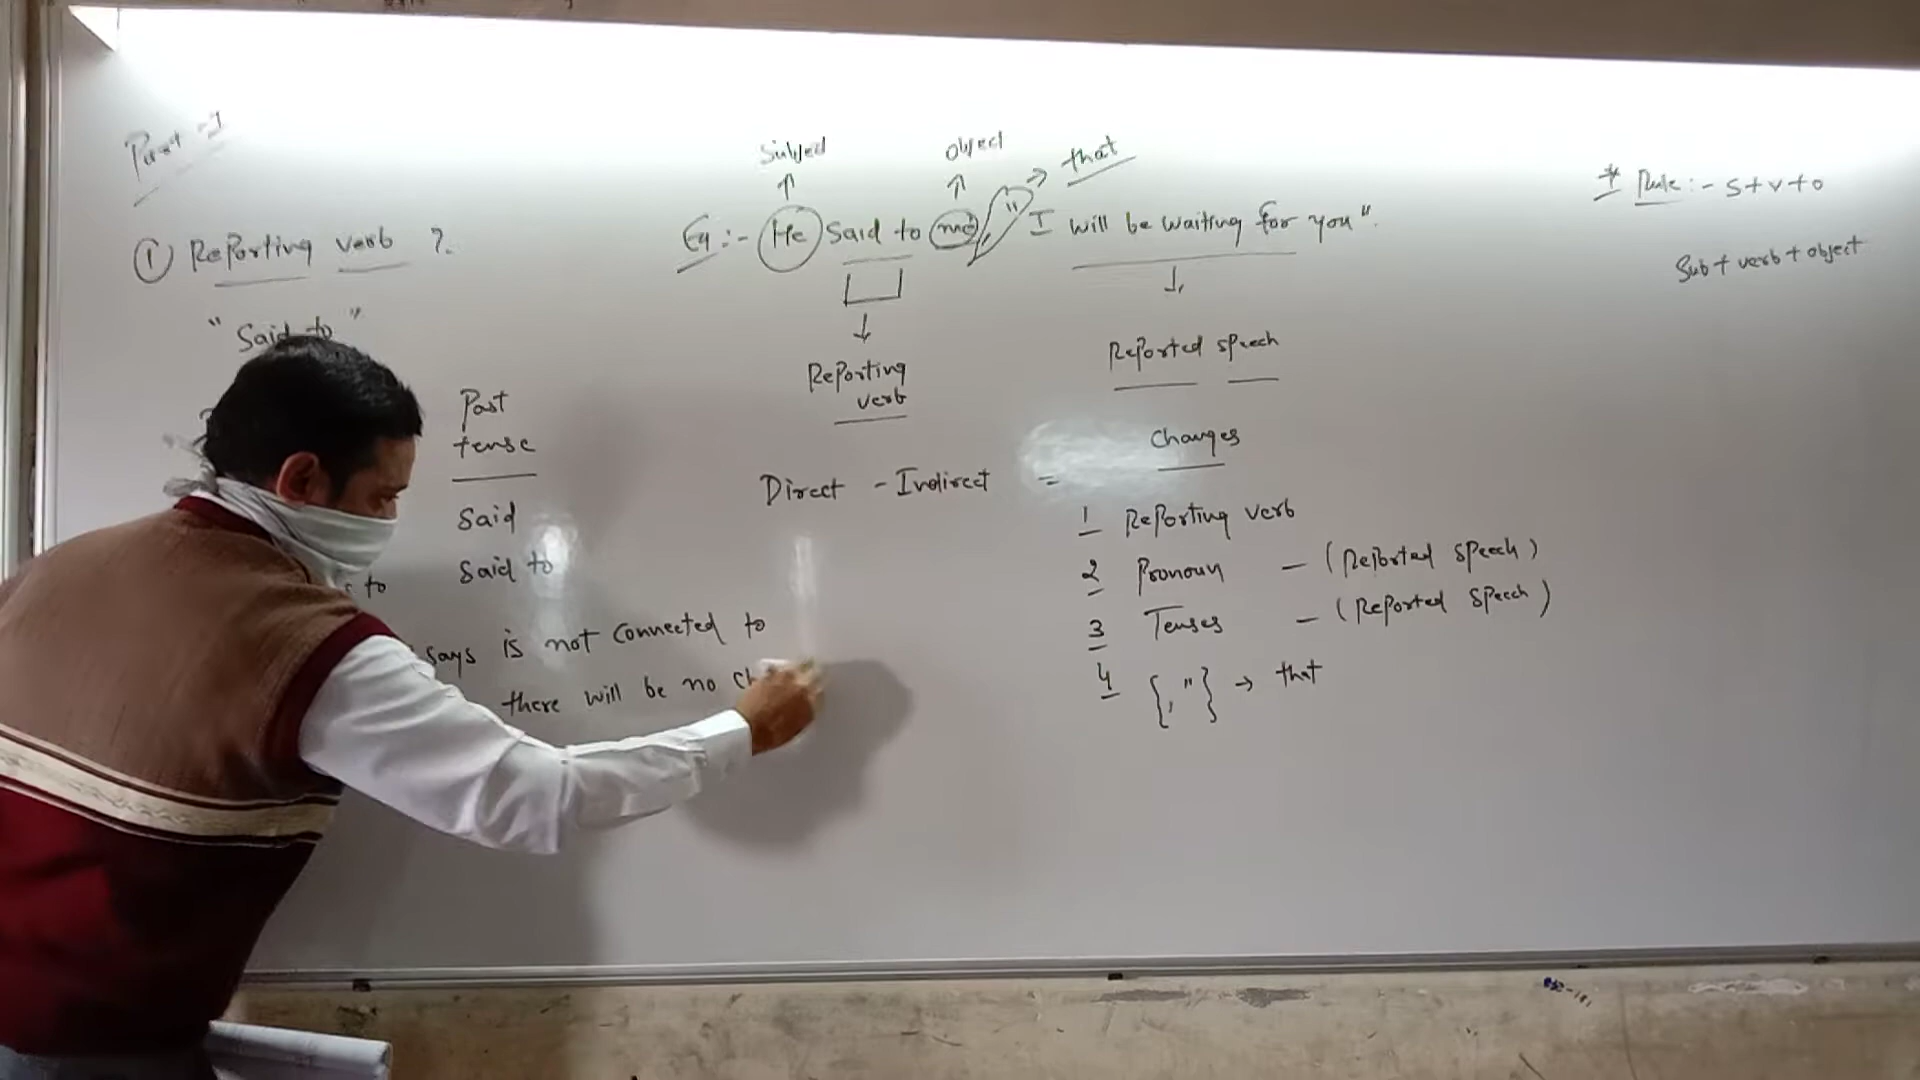 Part -I
① Reporting verb ?
" Said to "
Past
tense
Said
Said to
to
says is not connected to
there will be no
Subject
Object
that
Eg :- He Said to me , " I will be waiting for you ".
Reporting
verb
Reported speech
Changes
Direct - Indirect =
1 Reporting verb
2 Pronoun - (Reported speech)
3 Tenses - (Reported speech)
4 { , " } → that
* Rule :- S+V+O
Sub + verb + object